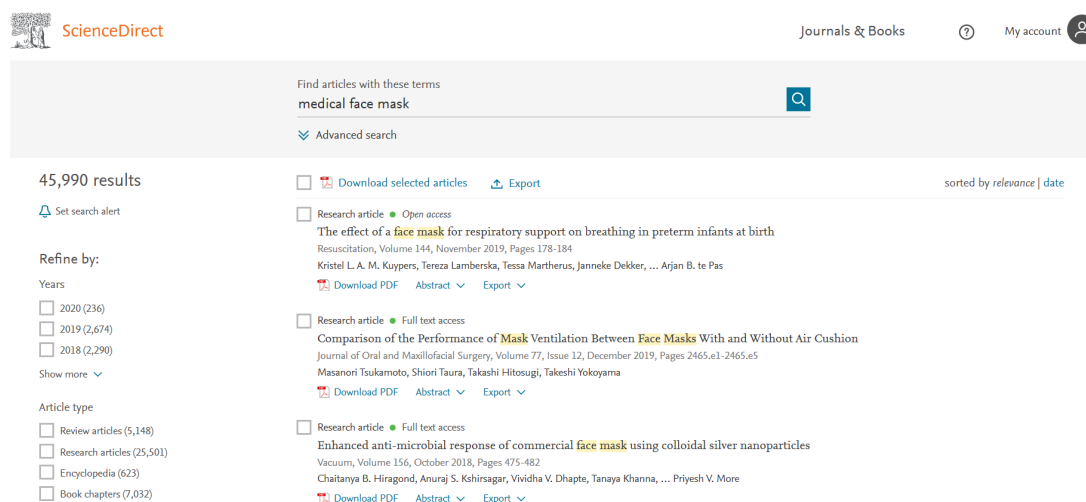 ScienceDirect
Journals & Books
?
My account
Find articles with these terms
medical face mask
Advanced search
45,990 results
Set search alert
Refine by:
Years
2020 (236)
2019 (2,674)
2018 (2,290)
Show more
Article type
Review articles (5,148)
Research articles (25,501)
Encyclopedia (623)
Book chapters (7,032)
Download selected articles Export
sorted by relevance | date
Research article Open access
The effect of a face mask for respiratory support on breathing in preterm infants at birth
Resuscitation, Volume 144, November 2019, Pages 178-184
Kristel L. A. M. Kuypers, Tereza Lamberska, Tessa Martherus, Janneke Dekker, ... Arjan B. te Pas
Download PDF Abstract Export
Research article Full text access
Comparison of the Performance of Mask Ventilation Between Face Masks With and Without Air Cushion
Journal of Oral and Maxillofacial Surgery, Volume 77, Issue 12, December 2019, Pages 2465.e1-2465.e5
Masanori Tsukamoto, Shiori Taura, Takashi Hitosugi, Takeshi Yokoyama
Download PDF Abstract Export
Research article Full text access
Enhanced anti-microbial response of commercial face mask using colloidal silver nanoparticles
Vacuum, Volume 156, October 2018, Pages 475-482
Chaitanya B. Hiragond, Anuraj S. Kshirsagar, Vividha V. Dhapte, Tanaya Khanna, ... Priyesh V. More
Download PDF Abstract Export